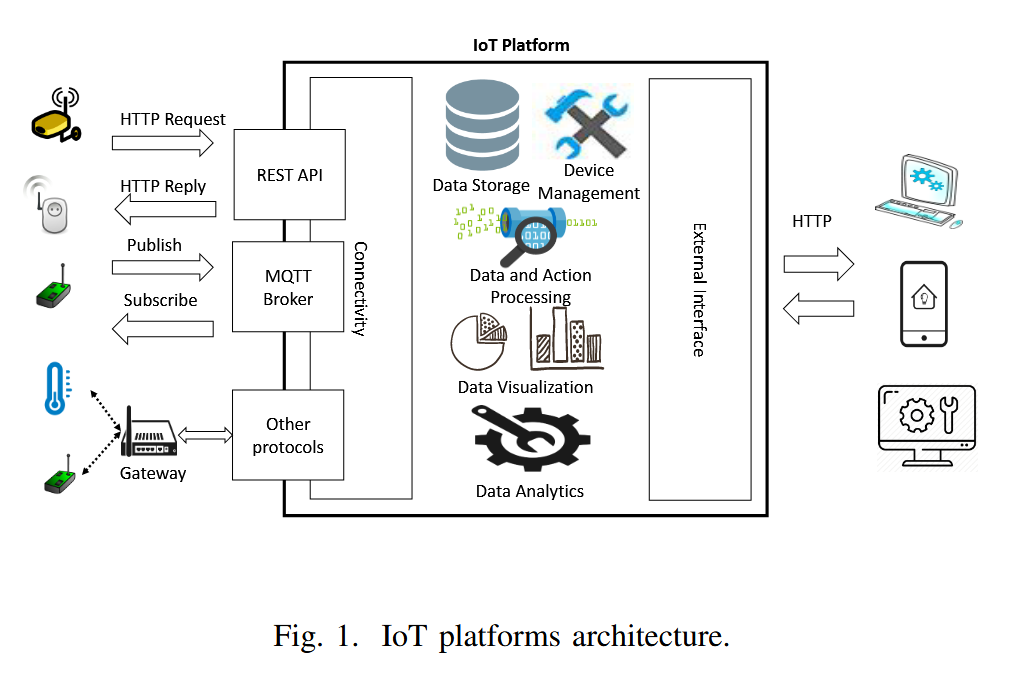 IoT Platform
HTTP Request
REST API
HTTP Reply
Publish
MQTT
Broker
Subscribe
Other
protocols
Gateway
Connectivity
Data Storage
Device
Management
Data and Action
Processing
Data Visualization
Data Analytics
External Interface
HTTP
Fig. 1. IoT platforms architecture.